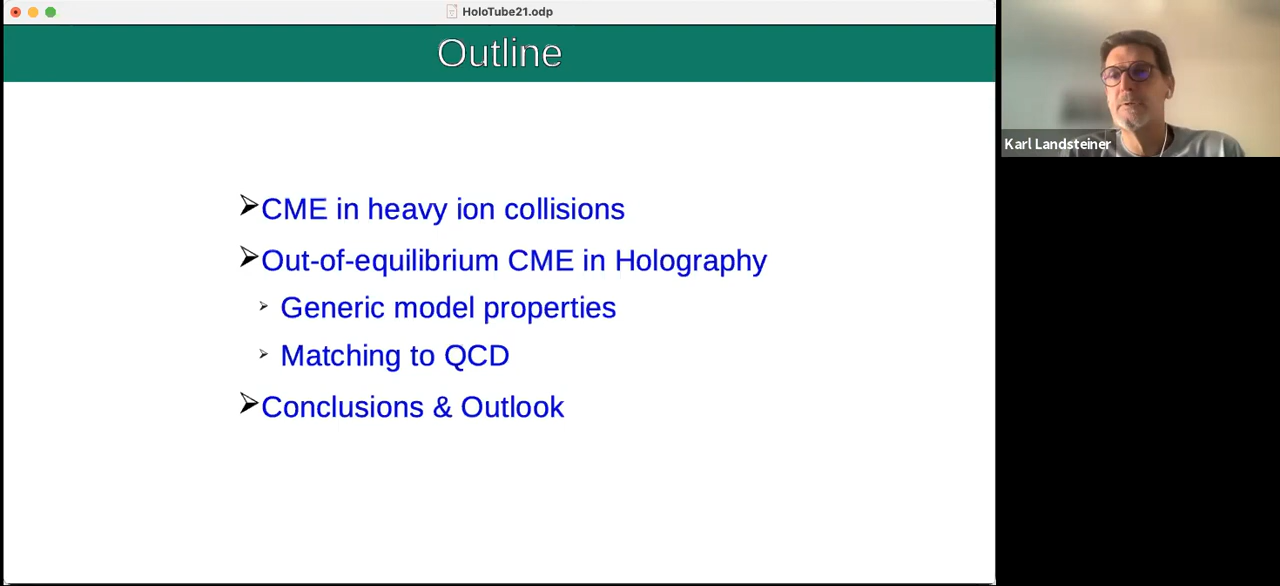 HoloTube21.odp
Outline
CME in heavy ion collisions
Out-of-equilibrium CME in Holography
Generic model properties
Matching to QCD
Conclusions & Outlook
Karl Landsteiner